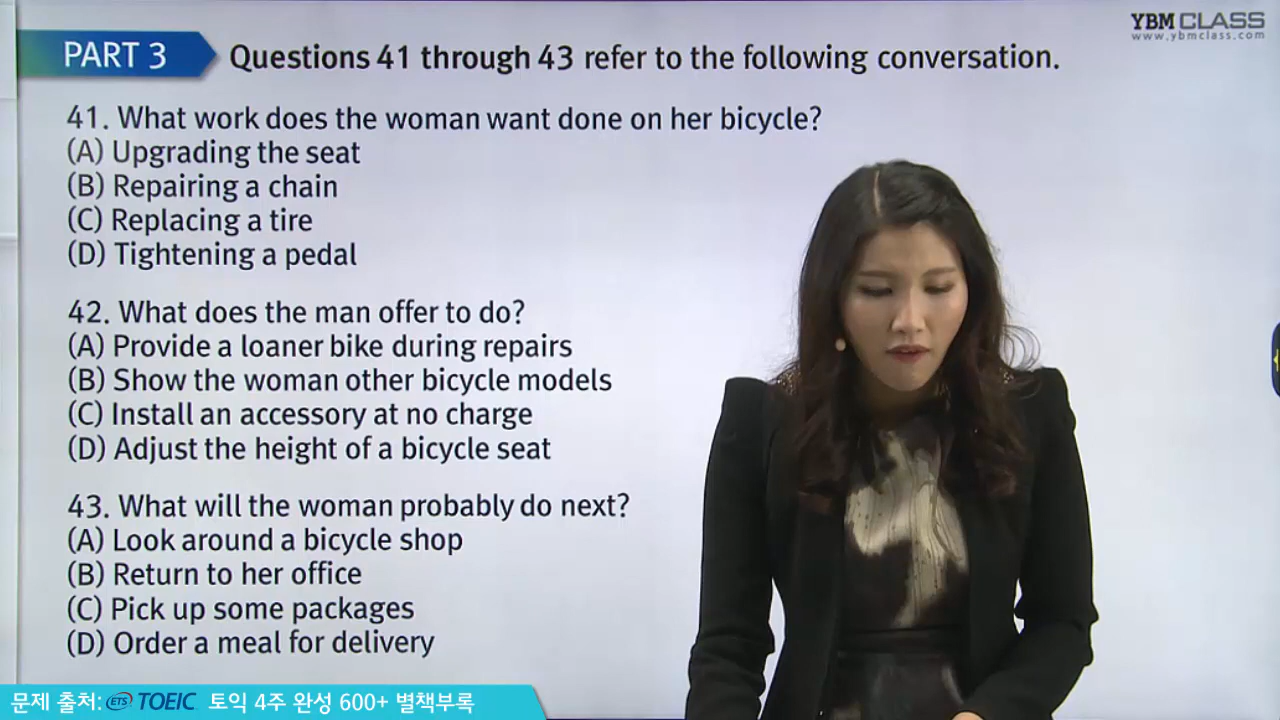 YBM CLASS
www.ybmclass.com
PART 3
Questions 41 through 43 refer to the following conversation.
41. What work does the woman want done on her bicycle?
(A) Upgrading the seat
(B) Repairing a chain
(C) Replacing a tire
(D) Tightening a pedal
42. What does the man offer to do?
(A) Provide a loaner bike during repairs
(B) Show the woman other bicycle models
(C) Install an accessory at no charge
(D) Adjust the height of a bicycle seat
43. What will the woman probably do next?
(A) Look around a bicycle shop
(B) Return to her office
(C) Pick up some packages
(D) Order a meal for delivery
문제 출처: ETS TOEIC 토익 4주 완성 600+ 별책부록